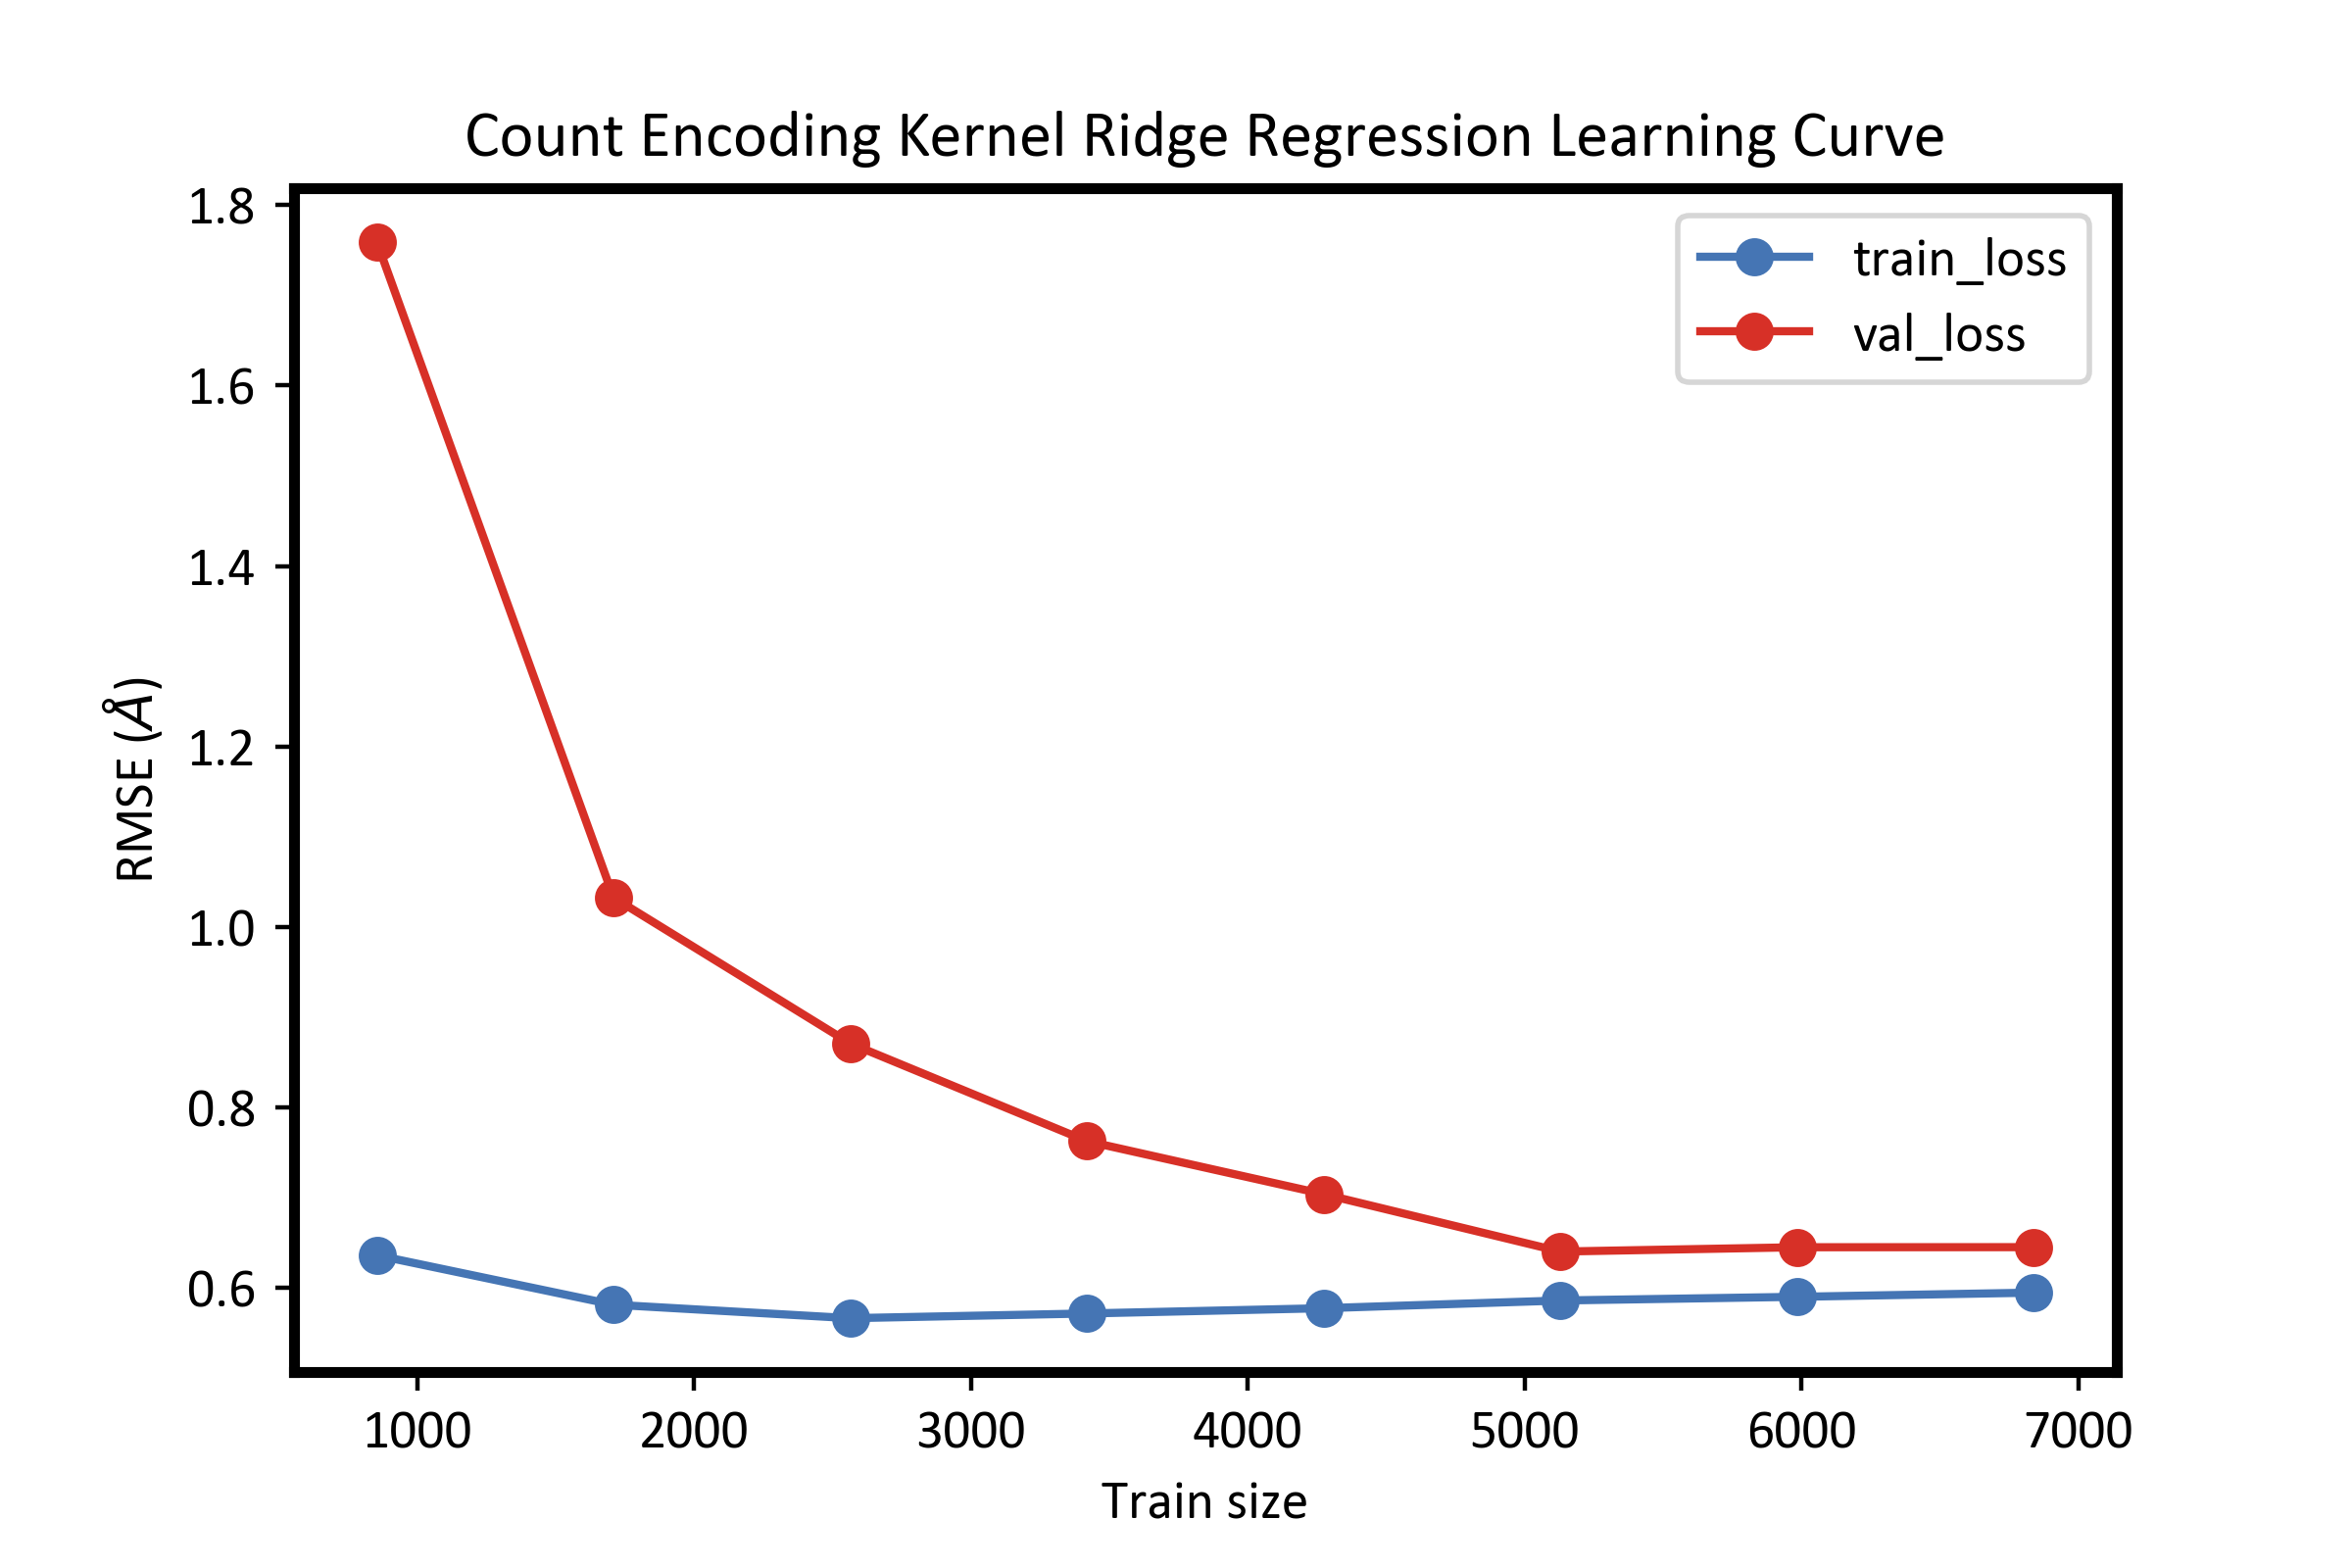 Count Encoding Kernel Ridge Regression Learning Curve
1.8
1.6
1.4
1.2
1.0
0.8
0.6
RMSE (Å)
train_loss
val_loss
1000 2000 3000 4000 5000 6000 7000
Train size